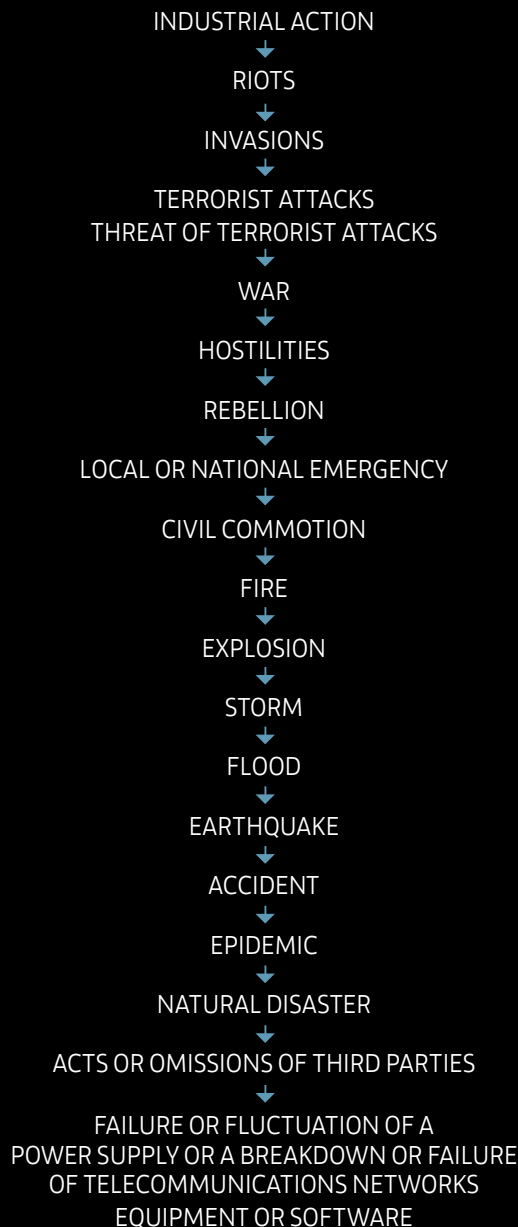 INDUSTRIAL ACTION
RIOTS
INVASIONS
TERRORIST ATTACKS
THREAT OF TERRORIST ATTACKS
WAR
HOSTILITIES
REBELLION
LOCAL OR NATIONAL EMERGENCY
CIVIL COMMOTION
FIRE
EXPLOSION
STORM
FLOOD
EARTHQUAKE
ACCIDENT
EPIDEMIC
NATURAL DISASTER
ACTS OR OMISSIONS OF THIRD PARTIES
FAILURE OR FLUCTUATION OF A
POWER SUPPLY OR A BREAKDOWN OR FAILURE
OF TELECOMMUNICATIONS NETWORKS
EQUIPMENT OR SOFTWARE